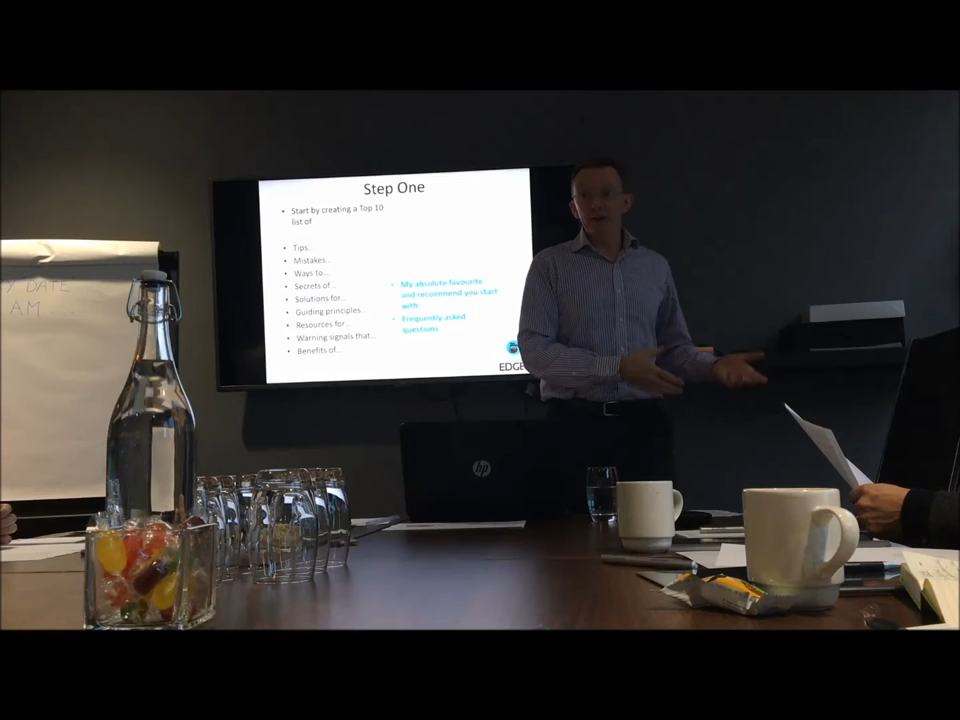 Step One
• Start by creating a Top 10
list of
• Tips…
• Mistakes…
• Ways to…
• Secrets of…
• Solutions for…
• Guiding principles…
• Resources for…
• Warning signals that…
• Benefits of…
• My absolute favourite
and recommend you start
with
• Frequently asked
questions
EDGE
Y DATE
AM
hp